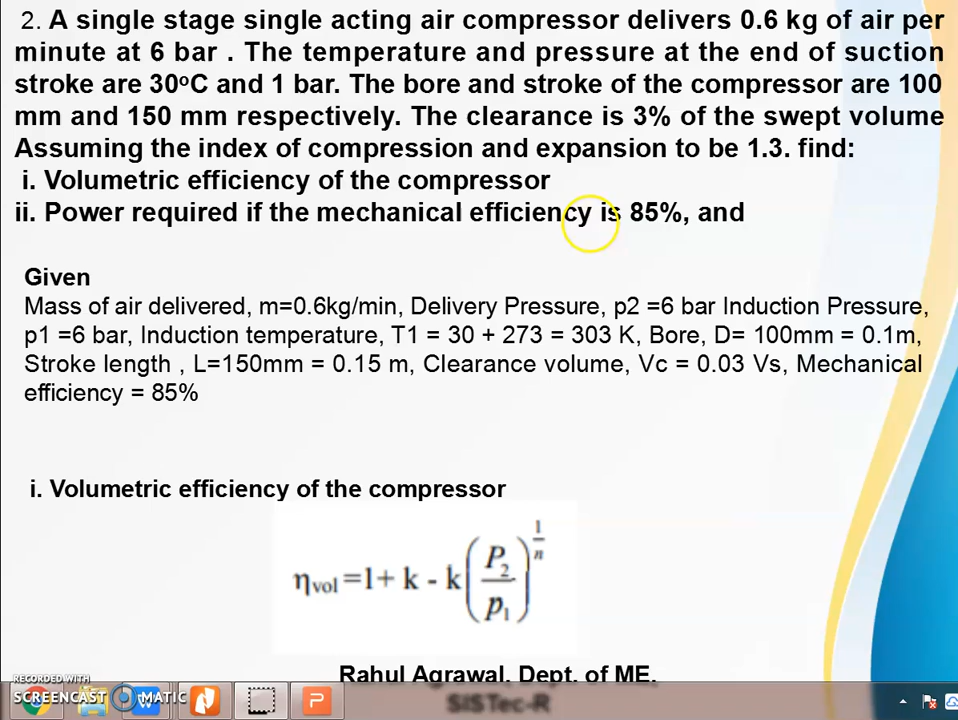 2. A single stage single acting air compressor delivers 0.6 kg of air per
minute at 6 bar . The temperature and pressure at the end of suction
stroke are 30ºC and 1 bar. The bore and stroke of the compressor are 100
mm and 150 mm respectively. The clearance is 3% of the swept volume
Assuming the index of compression and expansion to be 1.3. find:
i. Volumetric efficiency of the compressor
ii. Power required if the mechanical efficiency is 85%, and
Given
Mass of air delivered, m=0.6kg/min, Delivery Pressure, p2 =6 bar Induction Pressure,
p1 =6 bar, Induction temperature, T1 = 30 + 273 = 303 K, Bore, D= 100mm = 0.1m,
Stroke length , L=150mm = 0.15 m, Clearance volume, Vc = 0.03 Vs, Mechanical
efficiency = 85%
i. Volumetric efficiency of the compressor
ηvol =1+ k - k(P2/p1)^1/n
Rahul Agrawal, Dept. of ME,
SISTec-R
RECORDED WITH
SCREENCAST MATIC